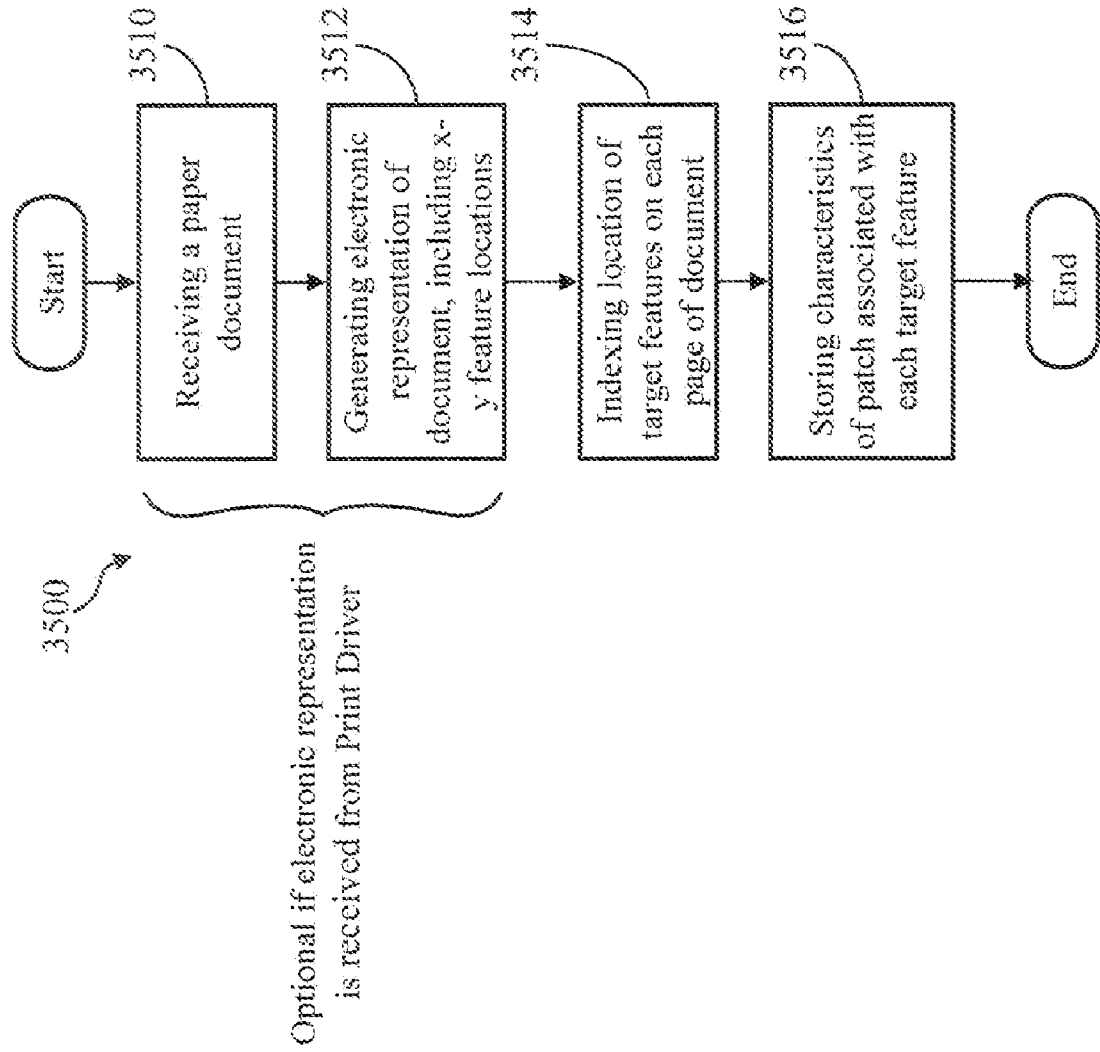 3500
Start
Receiving a paper
document
3510
Optional if electronic representation
is received from Print Driver
Generating electronic
representation of
document, including x-
y feature locations
3512
Indexing location of
target features on each
page of document
3514
Storing characteristics
of patch associated with
each target feature
3516
End